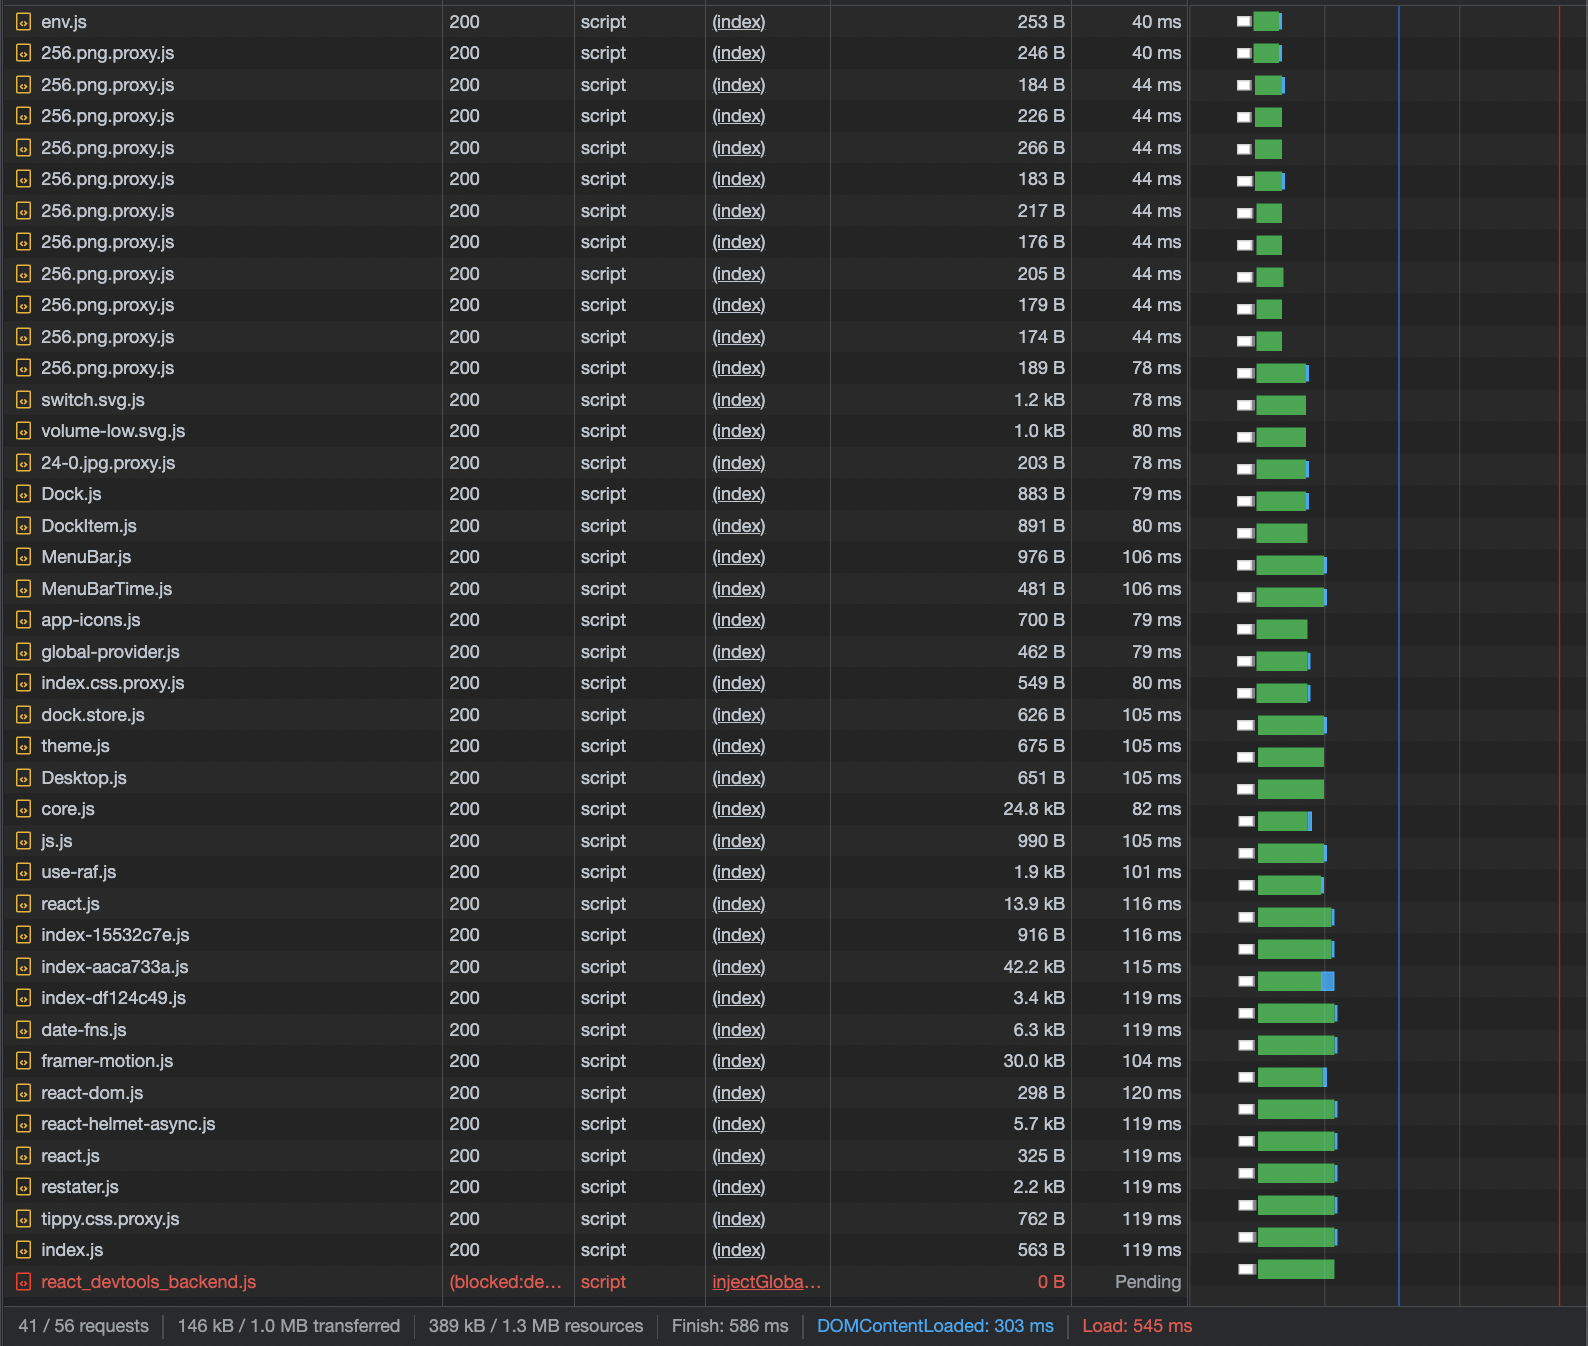 env.js 200 script (index) 253 B 40 ms
256.png.proxy.js 200 script (index) 246 B 40 ms
256.png.proxy.js 200 script (index) 184 B 44 ms
256.png.proxy.js 200 script (index) 226 B 44 ms
256.png.proxy.js 200 script (index) 266 B 44 ms
256.png.proxy.js 200 script (index) 183 B 44 ms
256.png.proxy.js 200 script (index) 217 B 44 ms
256.png.proxy.js 200 script (index) 176 B 44 ms
256.png.proxy.js 200 script (index) 205 B 44 ms
256.png.proxy.js 200 script (index) 179 B 44 ms
256.png.proxy.js 200 script (index) 174 B 44 ms
256.png.proxy.js 200 script (index) 189 B 78 ms
switch.svg.js 200 script (index) 1.2 kB 78 ms
volume-low.svg.js 200 script (index) 1.0 kB 80 ms
24-0.jpg.proxy.js 200 script (index) 203 B 78 ms
Dock.js 200 script (index) 883 B 79 ms
DockItem.js 200 script (index) 891 B 80 ms
MenuBar.js 200 script (index) 976 B 106 ms
MenuBarTime.js 200 script (index) 481 B 106 ms
app-icons.js 200 script (index) 700 B 79 ms
global-provider.js 200 script (index) 462 B 79 ms
index.css.proxy.js 200 script (index) 549 B 80 ms
dock.store.js 200 script (index) 626 B 105 ms
theme.js 200 script (index) 675 B 105 ms
Desktop.js 200 script (index) 651 B 105 ms
core.js 200 script (index) 24.8 kB 82 ms
js.js 200 script (index) 990 B 105 ms
use-raf.js 200 script (index) 1.9 kB 101 ms
react.js 200 script (index) 13.9 kB 116 ms
index-15532c7e.js 200 script (index) 916 B 116 ms
index-aaca733a.js 200 script (index) 42.2 kB 115 ms
index-df124c49.js 200 script (index) 3.4 kB 119 ms
date-fns.js 200 script (index) 6.3 kB 119 ms
framer-motion.js 200 script (index) 30.0 kB 104 ms
react-dom.js 200 script (index) 298 B 120 ms
react-helmet-async.js 200 script (index) 5.7 kB 119 ms
react.js 200 script (index) 325 B 119 ms
restater.js 200 script (index) 2.2 kB 119 ms
tippy.css.proxy.js 200 script (index) 762 B 119 ms
index.js 200 script (index) 563 B 119 ms
react_devtools_backend.js (blocked:de… script injectGloba… 0 B Pending
41 / 56 requests 146 kB / 1.0 MB transferred 389 kB / 1.3 MB resources Finish: 586 ms DOMContentLoaded: 303 ms Load: 545 ms